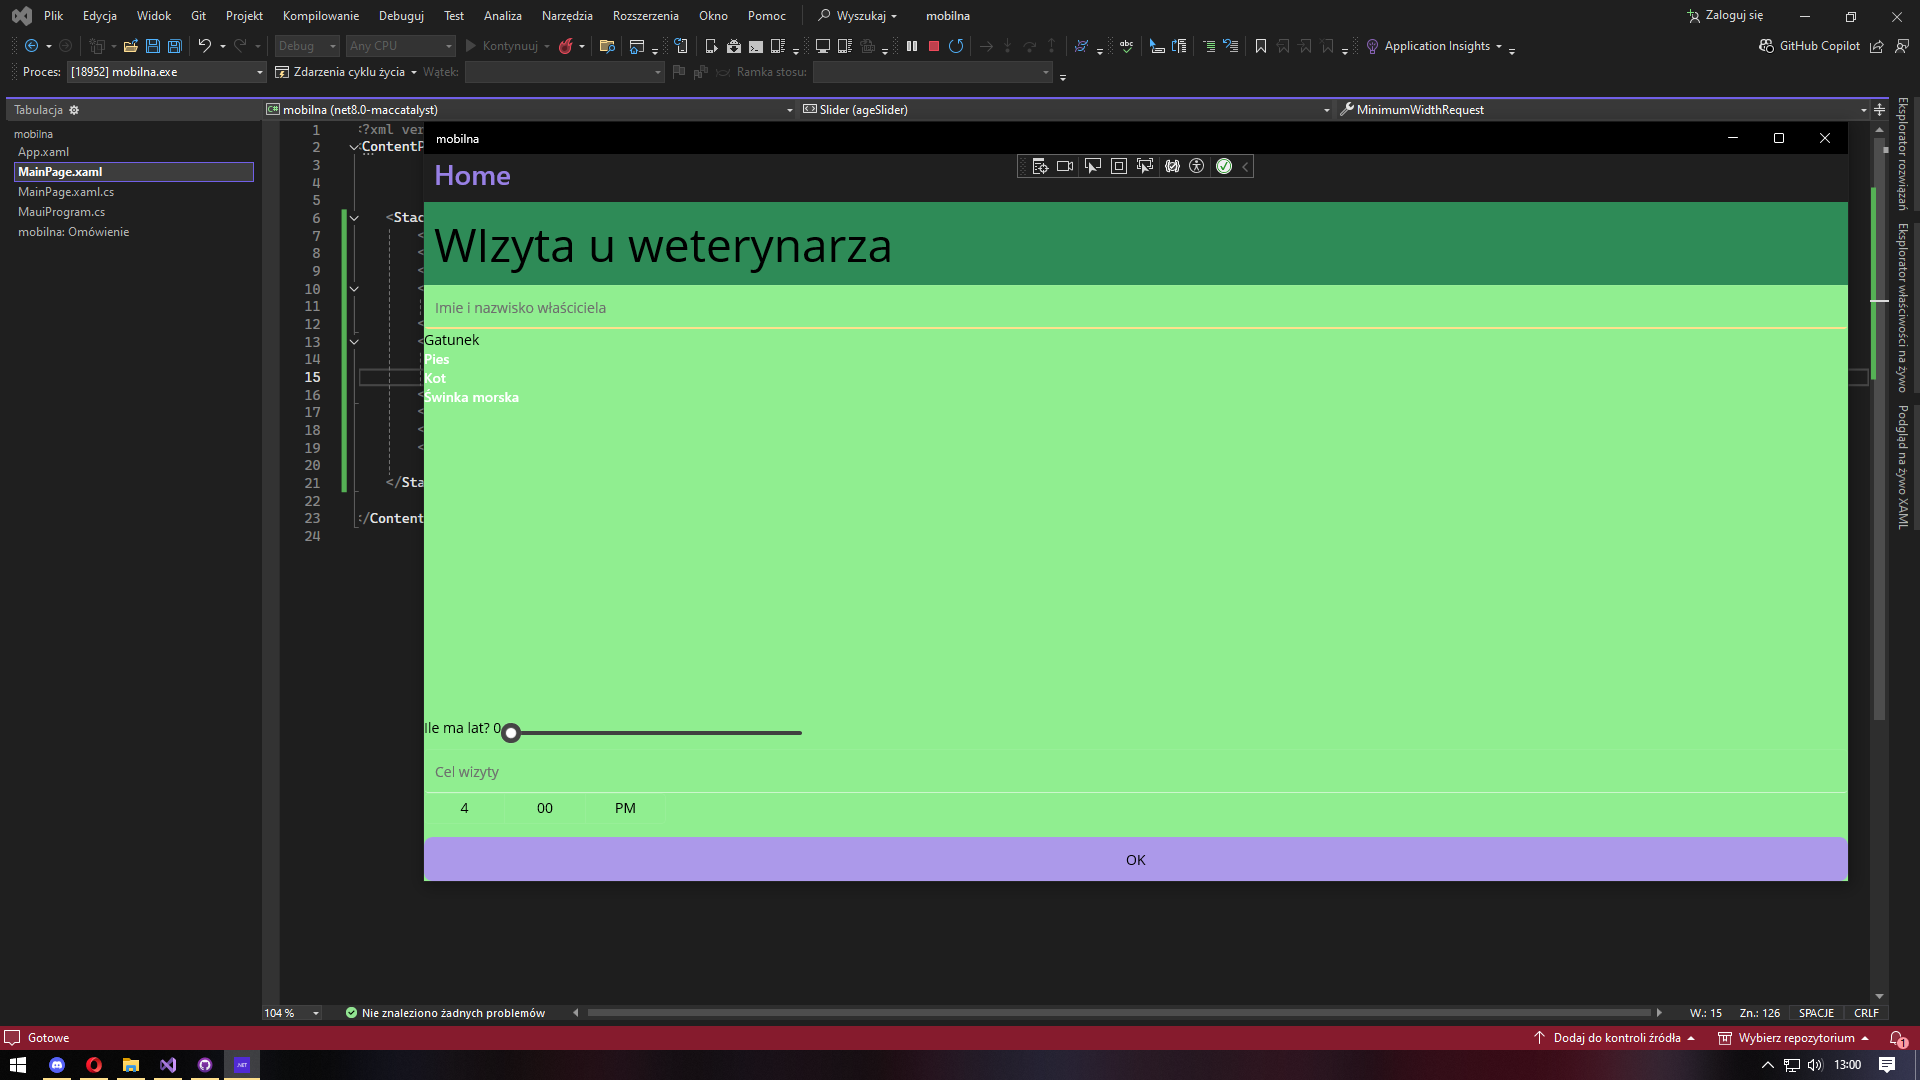 Plik Edycja Widok Git Projekt Kompilowanie Debuguj Test Analiza Narzędzia Rozszerzenia Okno Pomoc Wyszukaj mobilna Zaloguj się
Debug Any CPU Kontynuuj Application Insights GitHub Copilot
Proces: [18952] mobilna.exe Zdarzenia cyklu życia Wątek: Ramka stosu:
Tabulacja
mobilna (net8.0-maccatalyst) Slider (ageSlider) MinimumWidthRequest
mobilna
App.xaml
MainPage.xaml
MainPage.xaml.cs
MauiProgram.cs
mobilna: Omówienie
1 ?xml ver
2 ContentP
3
4
5
6 <Stac
7 <
8 <
9 <
10 <
11
12 <
13 <
14
15
16 <
17 <
18 <
19 <
20
21 </Sta
22
23 :/Content
24
mobilna
Home
WIzyta u weterynarza
Imie i nazwisko właściciela
Gatunek
Pies
Kot
Świnka morska
Ile ma lat? 0
Cel wizyty
4 00 PM
OK
Eksplorator rozwiązań
Eksplorator właściwości na żywo
Podgląd na żywo XAML
104 % Nie znaleziono żadnych problemów W.: 15 Zn.: 126 SPACJE CRLF
Gotowe Dodaj do kontroli źródła Wybierz repozytorium 1
.NET 13:00